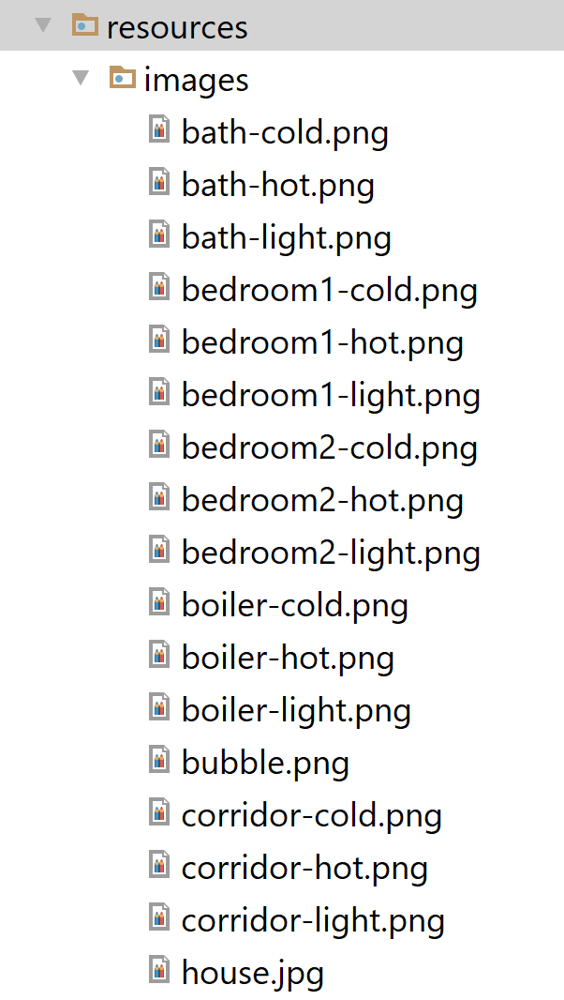 resources
images
bath-cold.png
bath-hot.png
bath-light.png
bedroom1-cold.png
bedroom1-hot.png
bedroom1-light.png
bedroom2-cold.png
bedroom2-hot.png
bedroom2-light.png
boiler-cold.png
boiler-hot.png
boiler-light.png
bubble.png
corridor-cold.png
corridor-hot.png
corridor-light.png
house.jpg